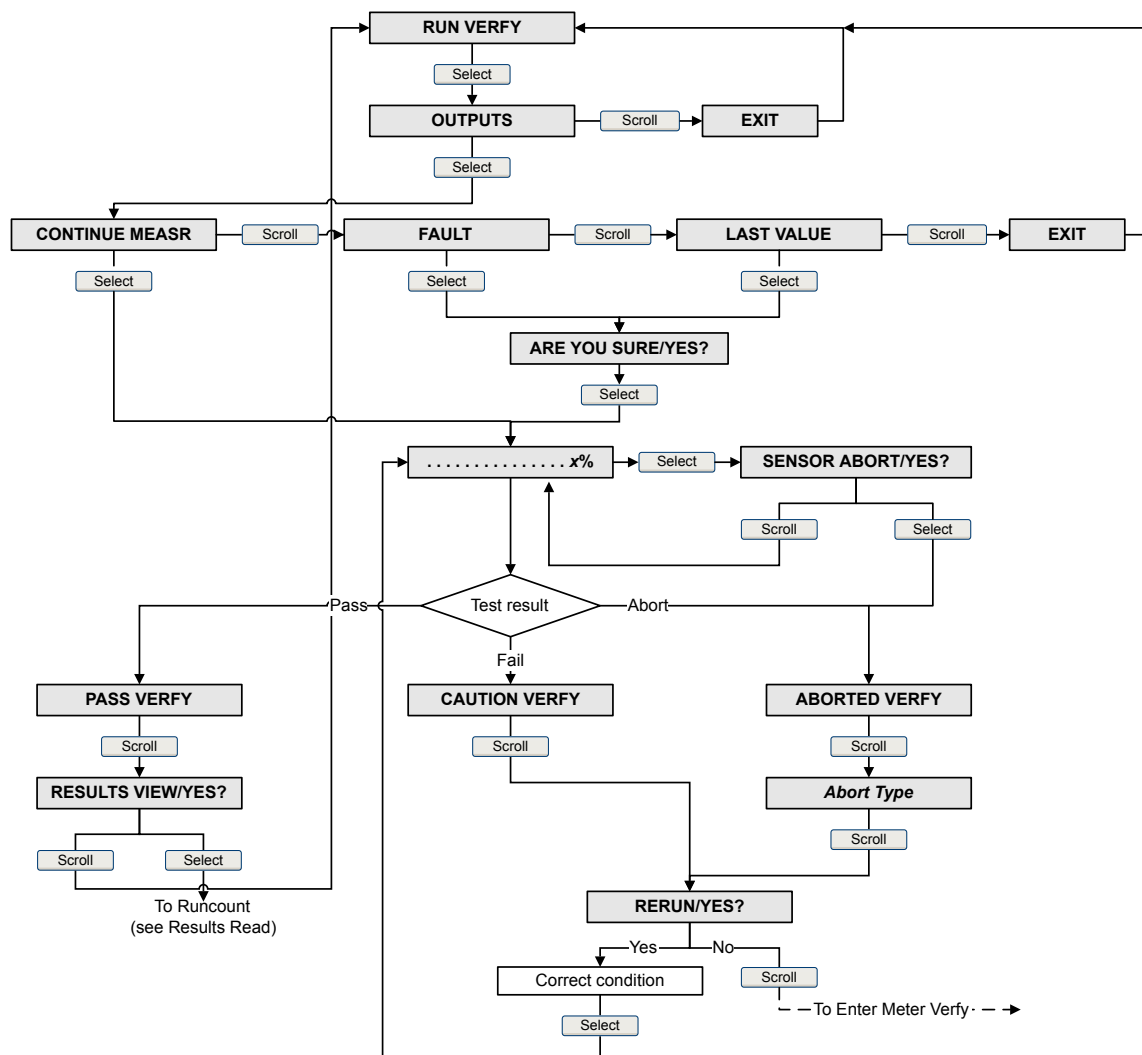 RUN VERFY
Select
OUTPUTS
Scroll
EXIT
Select
CONTINUE MEASR
Scroll
FAULT
Scroll
LAST VALUE
Scroll
EXIT
Select
Select
Select
ARE YOU SURE/YES?
Select
. . . . . . . . . . . . . . . x%
Select
SENSOR ABORT/YES?
Scroll
Select
Pass
Test result
Abort
Fail
PASS VERFY
CAUTION VERFY
ABORTED VERFY
Scroll
Scroll
Scroll
RESULTS VIEW/YES?
Abort Type
Scroll
Select
Scroll
To Runcount
(see Results Read)
RERUN/YES?
Yes
No
Correct condition
Scroll
Select
To Enter Meter Verfy